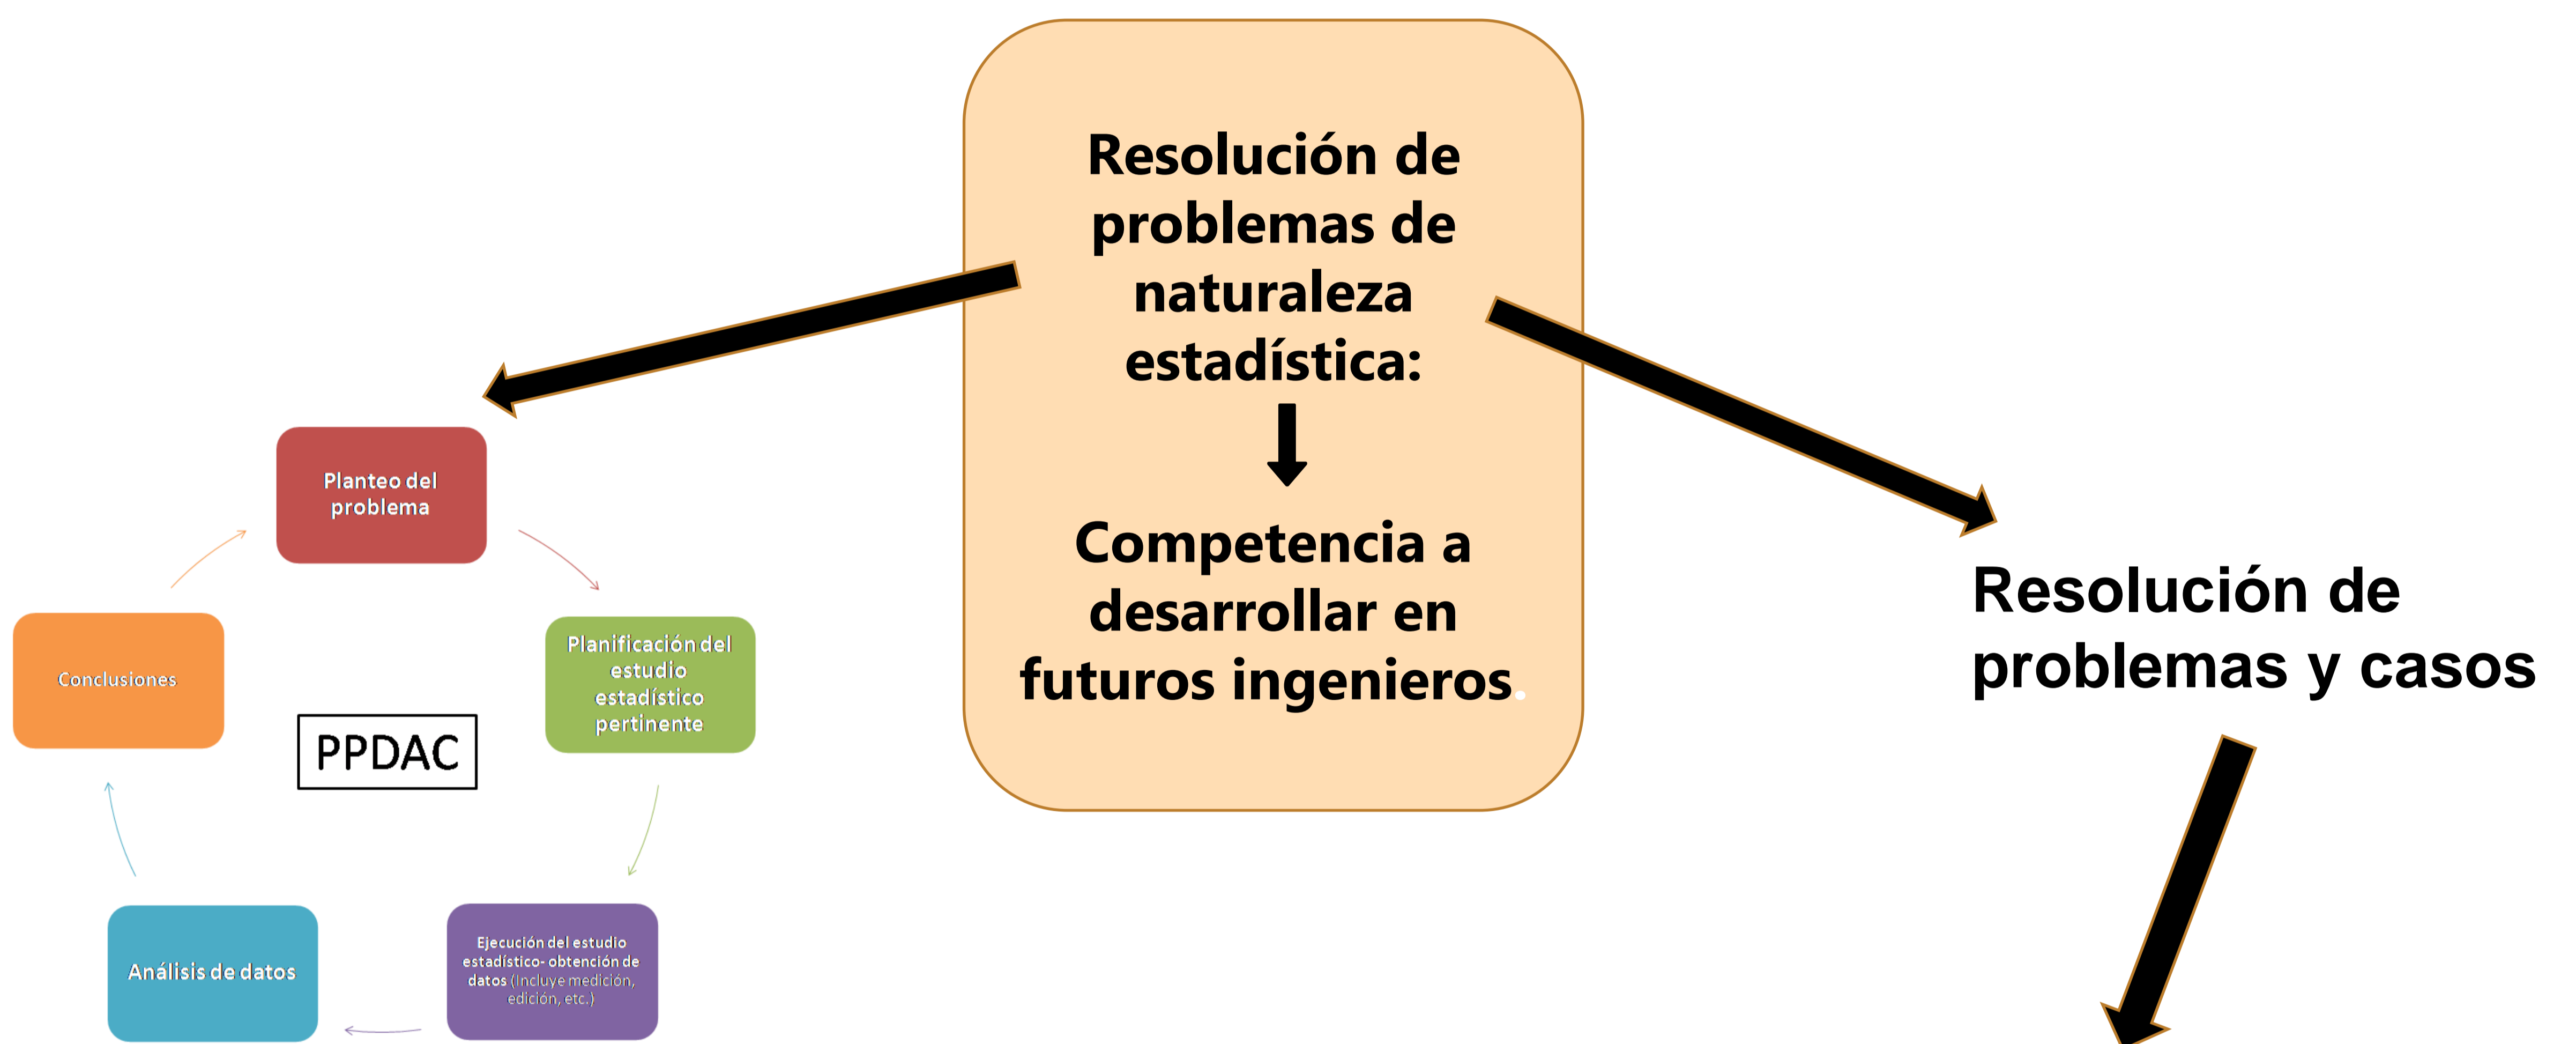 Resolución de
problemas de
naturaleza
estadística:
Competencia a
desarrollar en
futuros ingenieros.
Planteo del
problema
Planificación del
estudio
estadístico
pertinente
Ejecución del estudio
estadístico- obtención de
datos (Incluye medición,
edición, etc.)
Análisis de datos
Conclusiones
PPDAC
Resolución de
problemas y casos